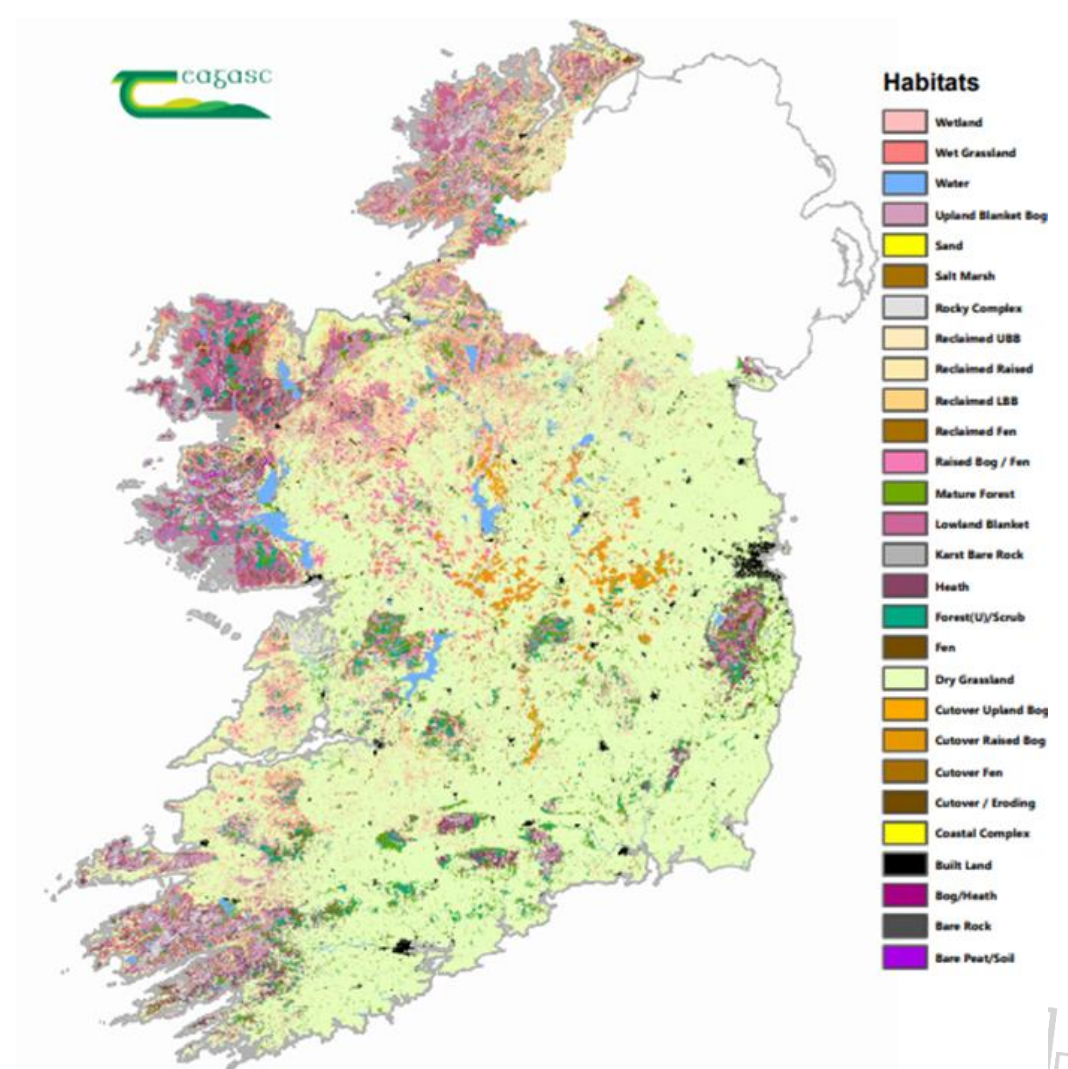 teagasc
Habitats
Wetland
Wet Grassland
Water
Upland Blanket Bog
Sand
Salt Marsh
Rocky Complex
Reclaimed UBB
Reclaimed Raised
Reclaimed LBB
Reclaimed Fen
Raised Bog / Fen
Mature Forest
Lowland Blanket
Karst Bare Rock
Heath
Forest(U)/Scrub
Fen
Dry Grassland
Cutover Upland Bog
Cutover Raised Bog
Cutover Fen
Cutover / Eroding
Coastal Complex
Built Land
Bog/Heath
Bare Rock
Bare Peat/Soil